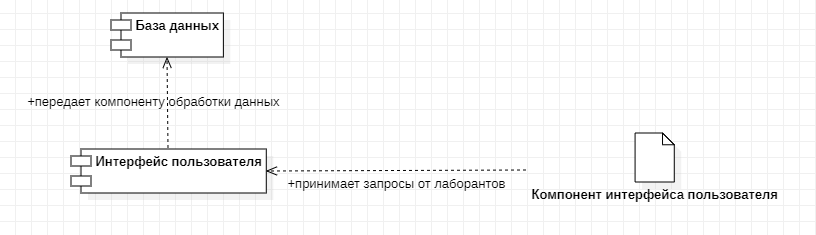 База данных
+передает компоненту обработки данных
Интерфейс пользователя
+принимает запросы от лаборантов
Компонент интерфейса пользователя